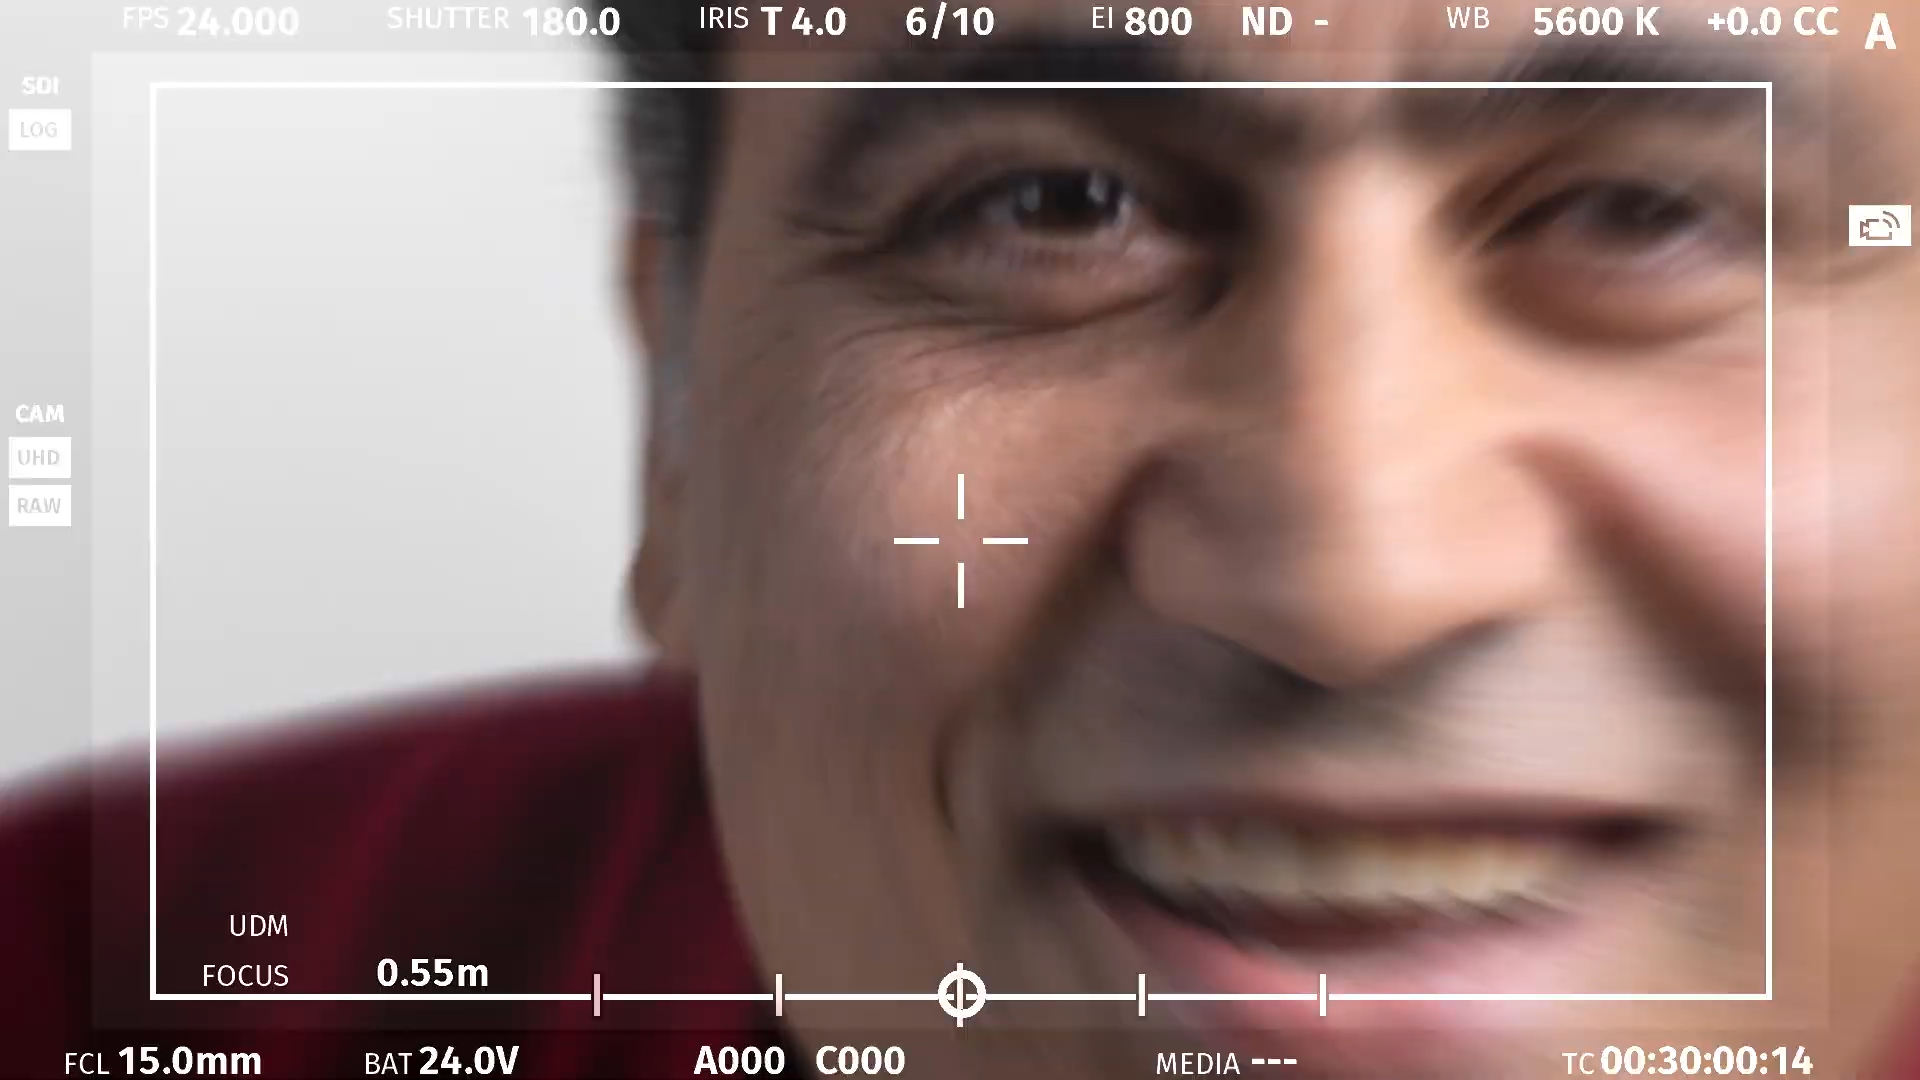 FPS 24.000 SHUTTER 180.0 IRIS T 4.0 6/10 EI 800 ND - WB 5600 K +0.0 CC A
SDI
LOG
CAM
UHD
RAW
UDM
FOCUS 0.55m
FCL 15.0mm BAT 24.0V A000 C000 MEDIA --- TC 00:30:00:14